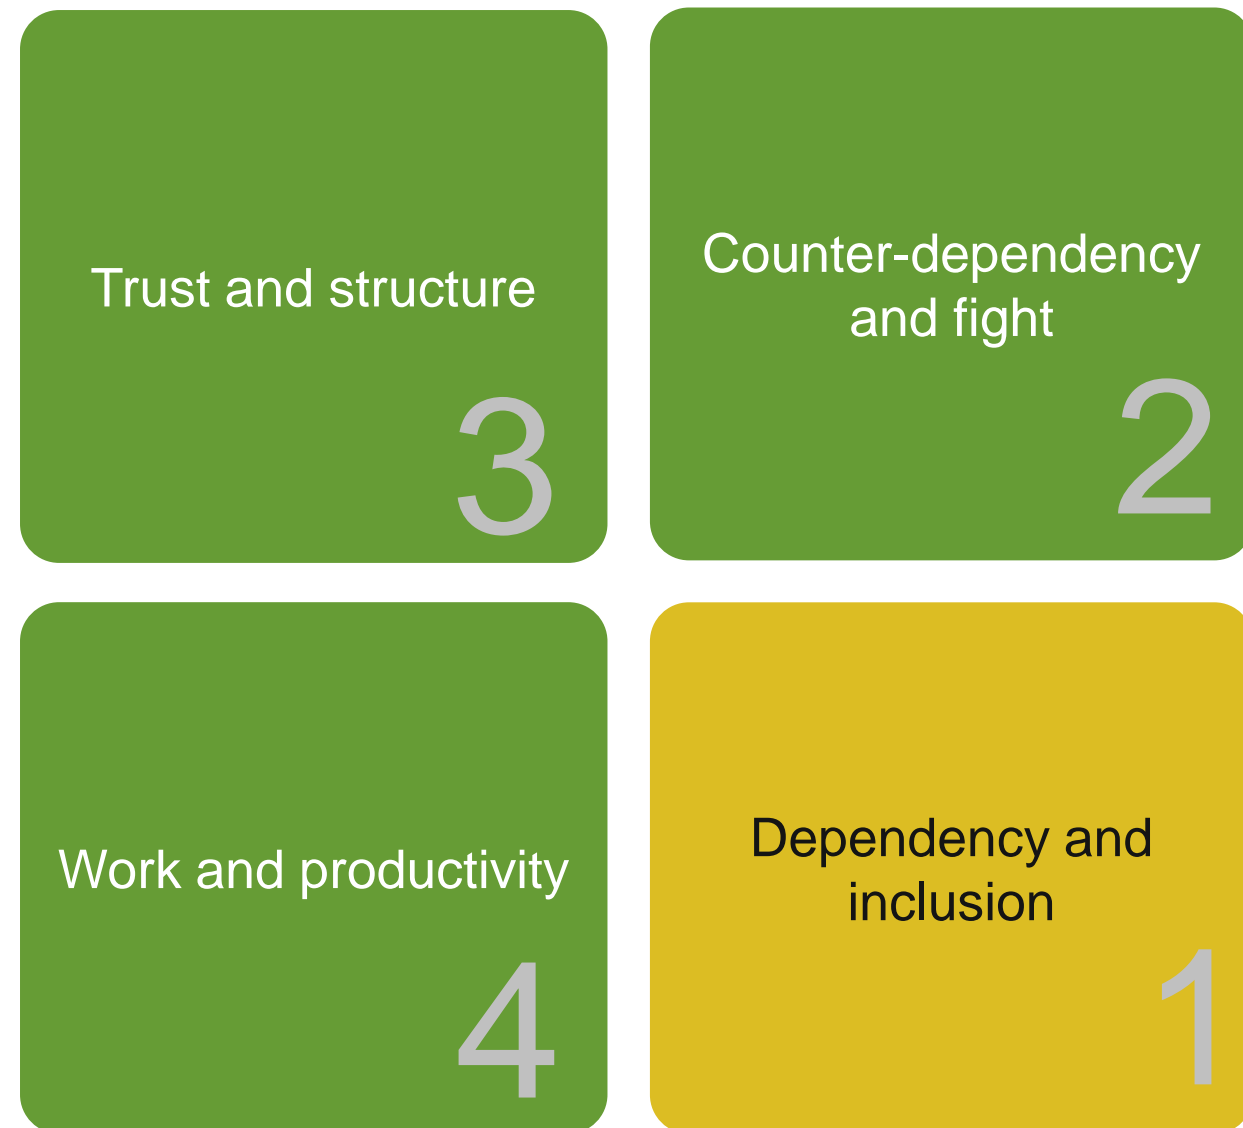 Trust and structure
3
Counter-dependency
and fight
2
Work and productivity
4
Dependency and
inclusion
1